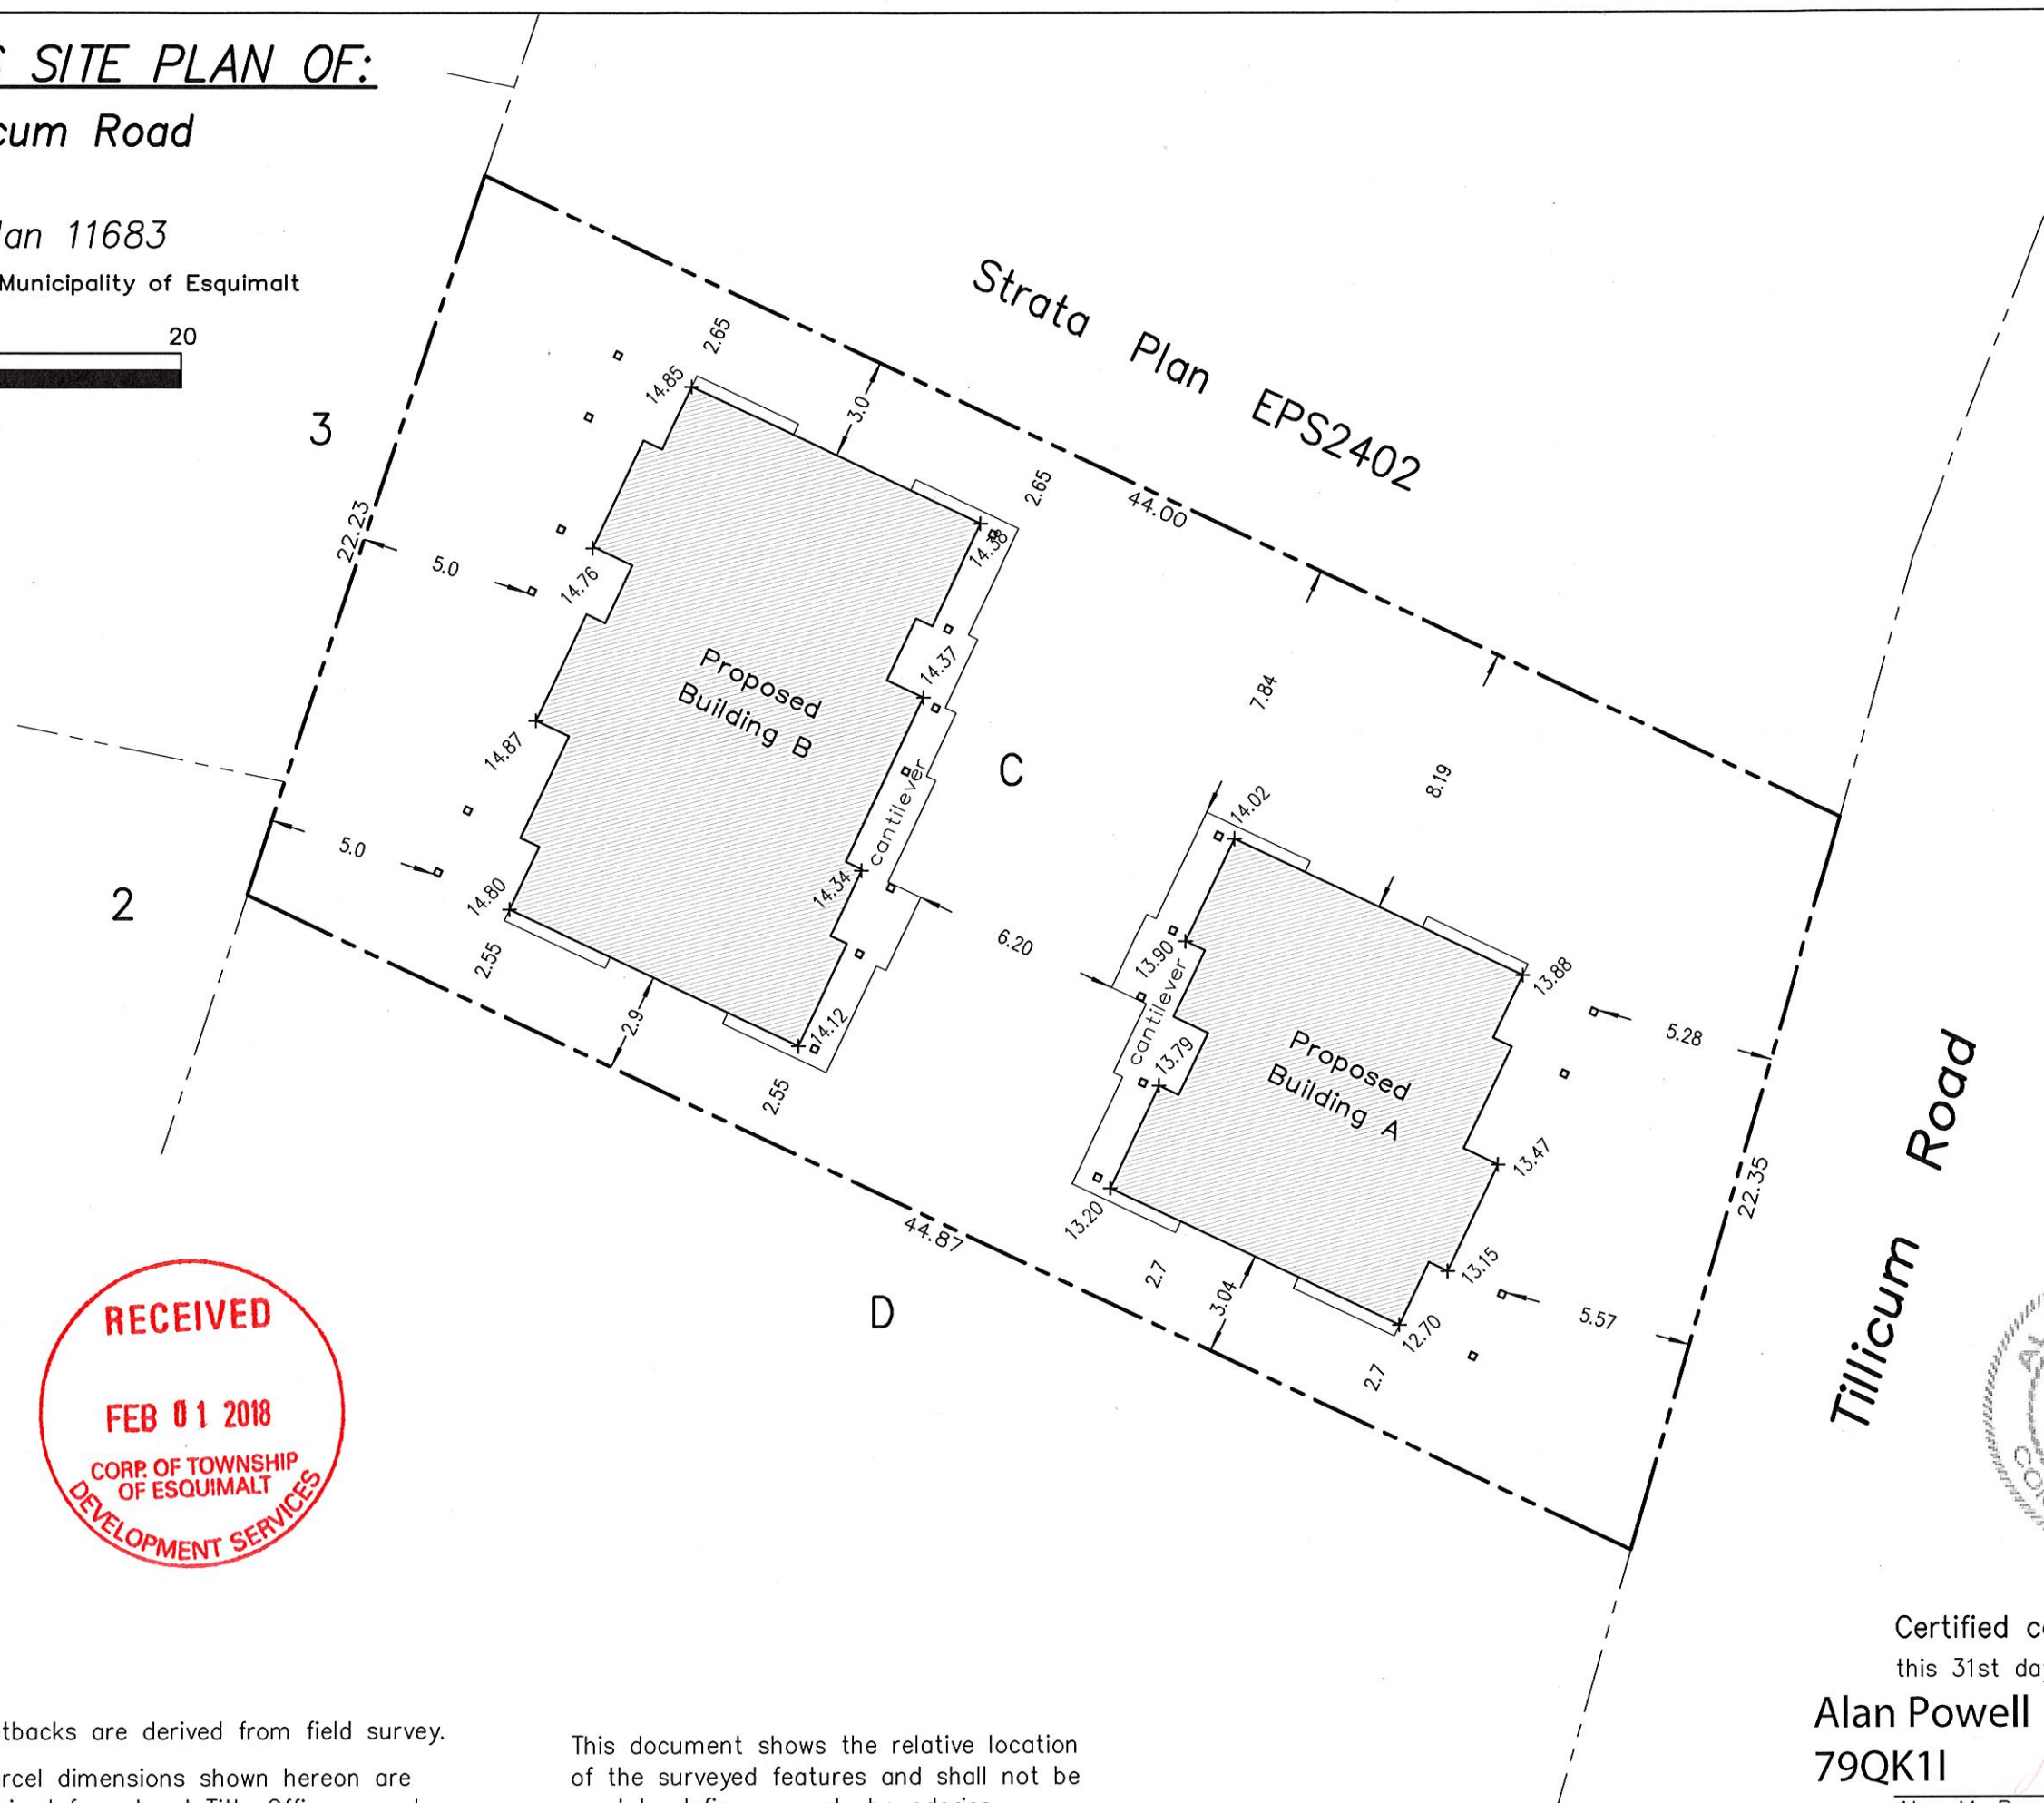 SITE PLAN OF:
Road
11683
Municipality of Esquimalt
20
3
2
Strata Plan EPS2402
44.00
22.23
2.65
14.85
3.0
2.65
14.38
5.0
14.76
14.37
Proposed
Building B
14.87
cantilever
C
5.0
14.80
14.34
2.55
2.9
14.12
2.55
6.20
7.84
8.19
14.02
13.90
cantilever
13.79
13.88
5.28
Proposed
Building A
13.47
13.20
13.15
2.7
3.04
12.70
5.57
2.7
44.87
D
22.35
Tillicum Road
RECEIVED
FEB 01 2018
CORP. OF TOWNSHIP
OF ESQUIMALT
DEVELOPMENT SERVICES
Certified
this 31st
Alan Powell
79QK1I
are derived from field survey.
dimensions shown hereon are
This document shows the relative location
of the surveyed features and shall not be